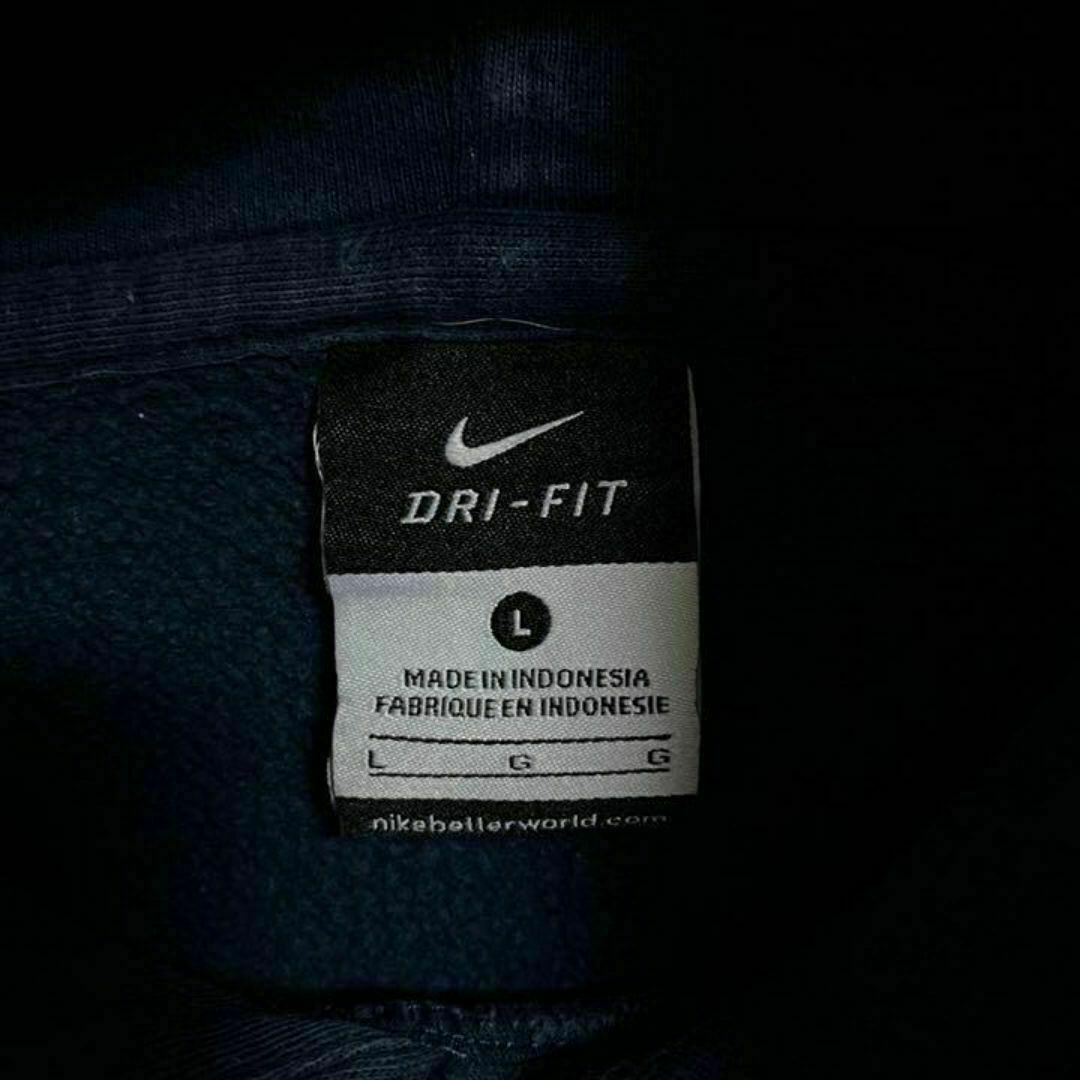 DRI-FIT
L
MADE IN INDONESIA
FABRIQUE EN INDONESIE
L G G
nikebetterworld.com